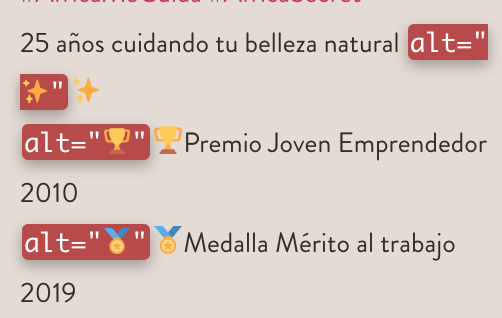 25 años cuidando tu belleza natural alt="
✨" ✨
alt="🏆" 🏆Premio Joven Emprendedor
2010
alt="🏅" 🏅Medalla Mérito al trabajo
2019